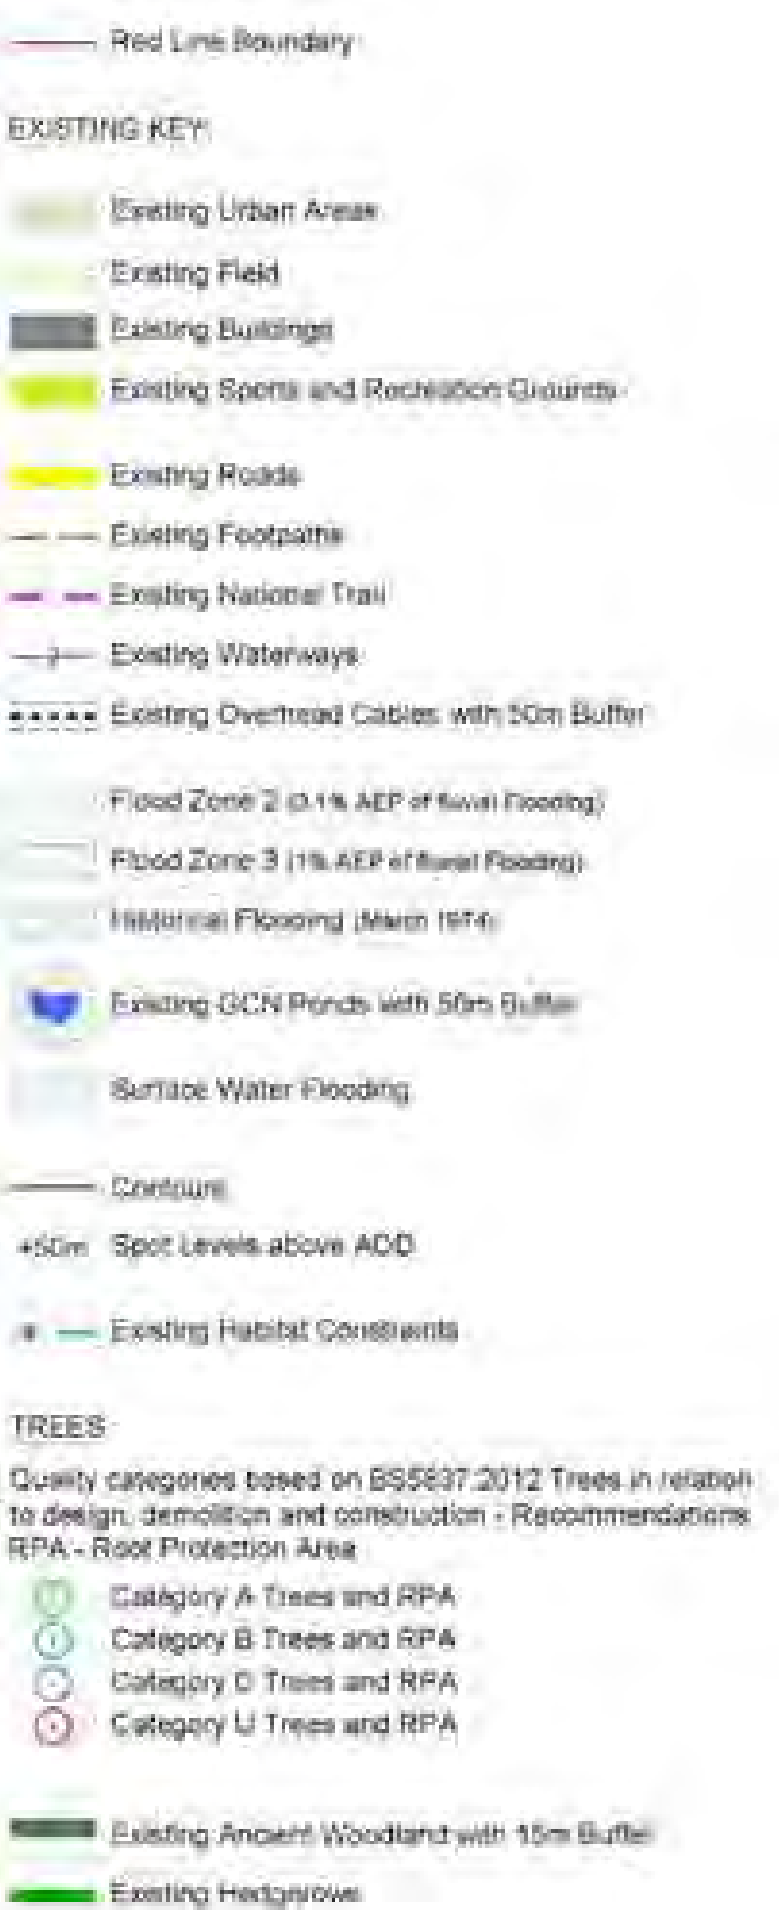 Red Line Boundary
EXISTING KEY
Existing Urban Areas
Existing Field
Existing Buildings
Existing Sports and Recreation Grounds
Existing Roads
Existing Footpaths
Existing National Trail
Existing Waterways
Existing Overhead Cables with 50m Buffer
Flood Zone 2 (0.1% AEP of fluvial Flooding)
Flood Zone 3 (1% AEP of fluvial Flooding)
Historical Flooding (March 1974)
Existing GCN Ponds with 50m Buffer
Surface Water Flooding
Contours
+50m Spot Levels above AOD
Existing Habitat Constraints
TREES
Quality categories based on BS5837:2012 Trees in relation
to design, demolition and construction - Recommendations
RPA - Root Protection Area
Category A Trees and RPA
Category B Trees and RPA
Category C Trees and RPA
Category U Trees and RPA
Existing Ancient Woodland with 15m Buffer
Existing Hedgerows